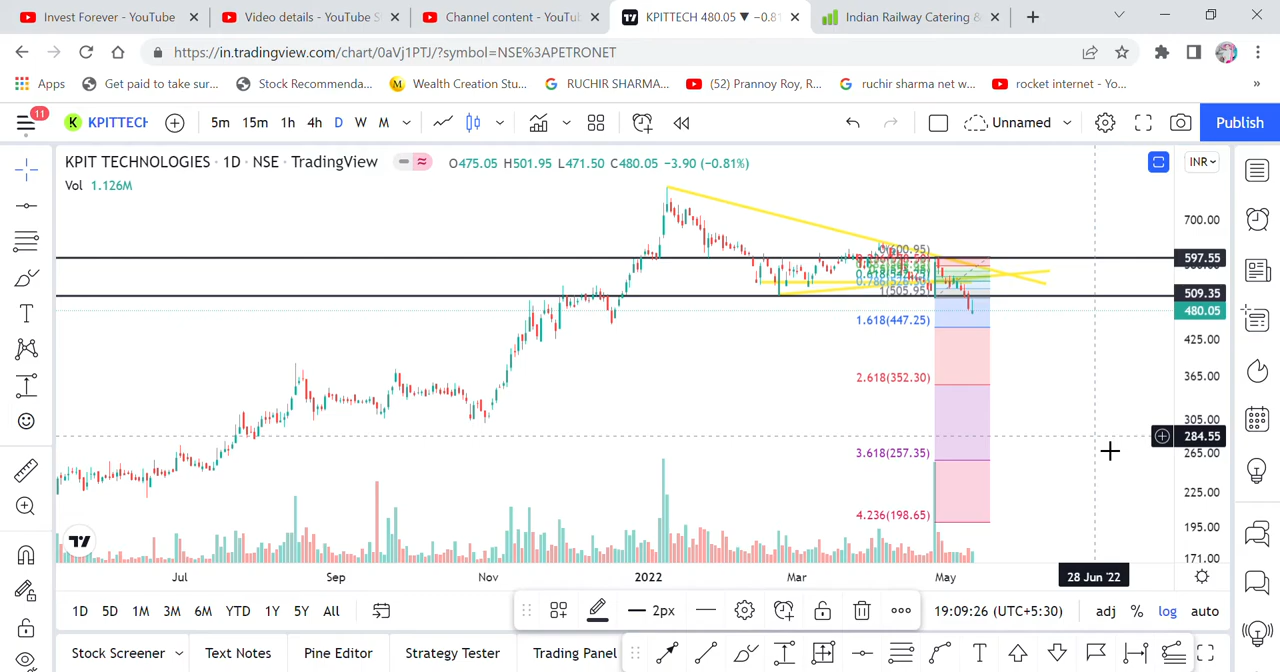 Invest Forever - YouTube
Video details - YouTube S
Channel content - YouTu
KPITTECH 480.05 ▼ −0.81
Indian Railway Catering &
https://in.tradingview.com/chart/0aVj1PTJ/?symbol=NSE%3APETRONET
Apps
Get paid to take sur...
Stock Recommenda...
M Wealth Creation Stu...
RUCHIR SHARMA...
(52) Prannoy Roy, R...
ruchir sharma net w...
rocket internet - Yo...
»
11
K KPITTECH
5m 15m 1h 4h D W M
Unnamed
Publish
KPIT TECHNOLOGIES · 1D · NSE · TradingView
O475.05 H501.95 L471.50 C480.05 −3.90 (−0.81%)
INR
Vol 1.126M
700.00
0(600.95)
597.55
1(505.95)
509.35
480.05
1.618(447.25)
425.00
2.618(352.30)
365.00
305.00
284.55
3.618(257.35)
265.00
225.00
4.236(198.65)
195.00
171.00
Jul Sep Nov 2022 Mar May 28 Jun '22
1D 5D 1M 3M 6M YTD 1Y 5Y All
2px
19:09:26 (UTC+5:30)
adj % log auto
Stock Screener
Text Notes
Pine Editor
Strategy Tester
Trading Panel